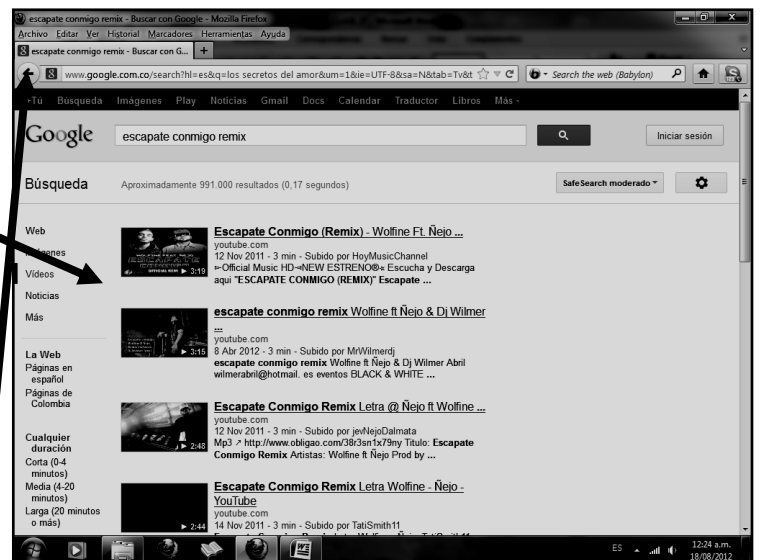 escapate conmigo remix - Buscar con Google - Mozilla Firefox
Archivo Editar Ver Historial Marcadores Herramientas Ayuda
escapate conmigo remix - Buscar con G...
www.google.com.co/search?hl=es&q=los secretos del amor&um=1&ie=UTF-8&sa=N&tab=Tv&t
Search the web (Babylon)
+Tú Búsqueda Imágenes Play Noticias Gmail Docs Calendar Traductor Libros Más
Google
escapate conmigo remix
Iniciar sesión
Búsqueda
Aproximadamente 991.000 resultados (0,17 segundos)
SafeSearch moderado
Web
Imágenes
Vídeos
Noticias
Más
La Web
Páginas en
español
Páginas de
Colombia
Cualquier
duración
Corta (0-4
minutos)
Media (4-20
minutos)
Larga (20 minutos
o más)
ESCAPATE
3:19
Escapate Conmigo (Remix) - Wolfine Ft. Ñejo ...
youtube.com
12 Nov 2011 - 3 min - Subido por HoyMusicChannel
⊳Official Music HD⊲NEW ESTRENO® Escucha y Descarga
aqui "ESCAPATE CONMIGO (REMIX)" Escapate ...
3:15
escapate conmigo remix Wolfine ft Ñejo & Dj Wilmer
...
youtube.com
8 Abr 2012 - 3 min - Subido por MrWilmerdj
escapate conmigo remix Wolfine ft Ñejo & Dj Wilmer Abril
wilmerabril@hotmail. es eventos BLACK & WHITE ...
2:48
Escapate Conmigo Remix Letra @ Ñejo ft Wolfine ...
youtube.com
12 Nov 2011 - 3 min - Subido por jevNejoDalmata
Mp3 ↗ http://www.obligao.com/38r3sn1x79ny Titulo: Escapate
Conmigo Remix Artistas: Wolfine ft Ñejo Prod by ...
2:44
Escapate Conmigo Remix Letra Wolfine - Ñejo -
YouTube
youtube.com
14 Nov 2011 - 3 min - Subido por TatiSmith11
ES
12:24 a.m.
18/08/2012